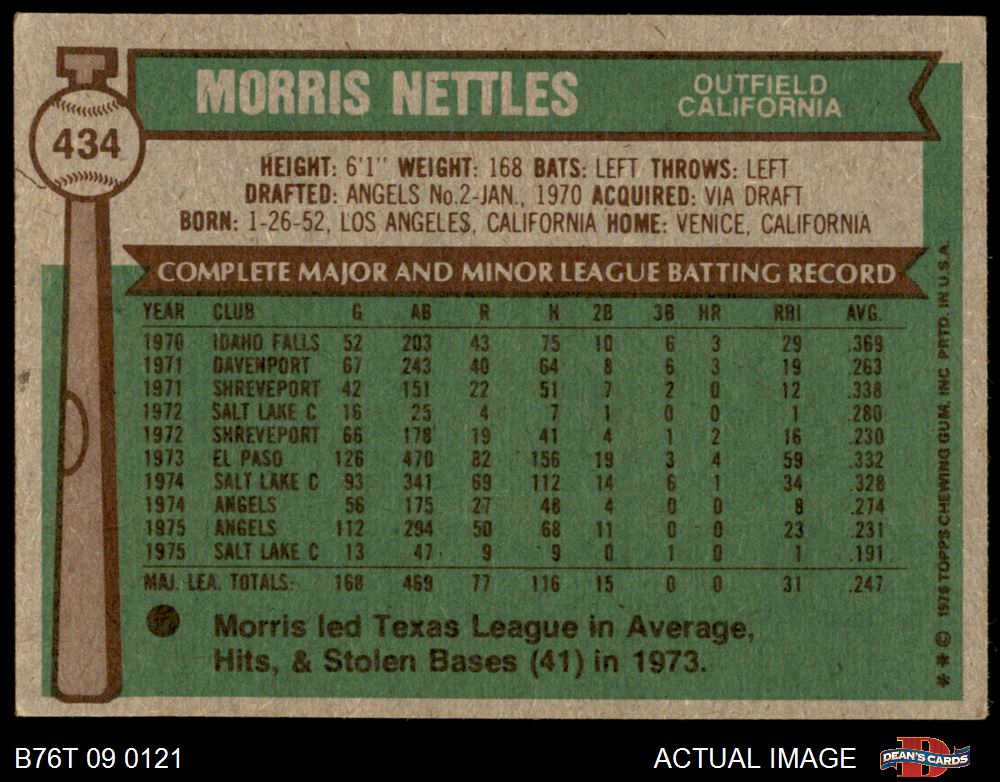 434
MORRIS NETTLES
OUTFIELD
CALIFORNIA
HEIGHT: 6'1" WEIGHT: 168 BATS: LEFT THROWS: LEFT
DRAFTED: ANGELS No.2-JAN., 1970 ACQUIRED: VIA DRAFT
BORN: 1-26-52, LOS ANGELES, CALIFORNIA HOME: VENICE, CALIFORNIA
COMPLETE MAJOR AND MINOR LEAGUE BATTING RECORD
YEAR CLUB G AB R H 2B 3B HR RBI AVG.
1970 IDAHO FALLS 52 203 43 75 10 6 3 29 .369
1971 DAVENPORT 67 243 40 64 8 6 3 19 .263
1971 SHREVEPORT 42 151 22 51 7 2 0 12 .338
1972 SALT LAKE C 16 25 4 7 1 0 0 1 .280
1972 SHREVEPORT 66 178 19 41 4 1 2 16 .230
1973 EL PASO 126 470 82 156 19 3 4 59 .332
1974 SALT LAKE C 93 341 69 112 14 6 1 34 .328
1974 ANGELS 56 175 27 48 4 0 0 8 .274
1975 ANGELS 112 294 50 68 11 0 0 23 .231
1975 SALT LAKE C 13 47 9 9 0 1 0 1 .191
MAJ. LEA. TOTALS: 168 469 77 116 15 0 0 31 .247
Morris led Texas League in Average,
Hits, & Stolen Bases (41) in 1973.
* * © 1976 TOPPS CHEWING GUM, INC. PRTD. IN U.S.A.
B76T 09 0121
ACTUAL IMAGE
DEAN'S CARDS